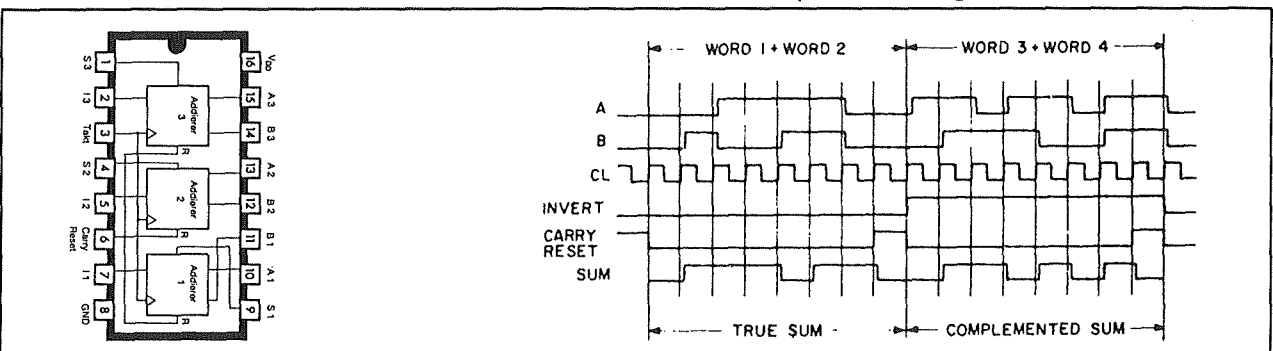 S3
1
16
VDD
I3
2
15
A3
Takt
3
14
B3
S2
4
13
A2
I2
5
12
B2
Carry
Reset
6
11
B1
I1
7
10
A1
GND
8
9
S1
Addierer
3
R
Addierer
2
R
Addierer
1
R
WORD 1 + WORD 2
WORD 3 + WORD 4
A
B
CL
INVERT
CARRY
RESET
SUM
TRUE SUM
COMPLEMENTED SUM